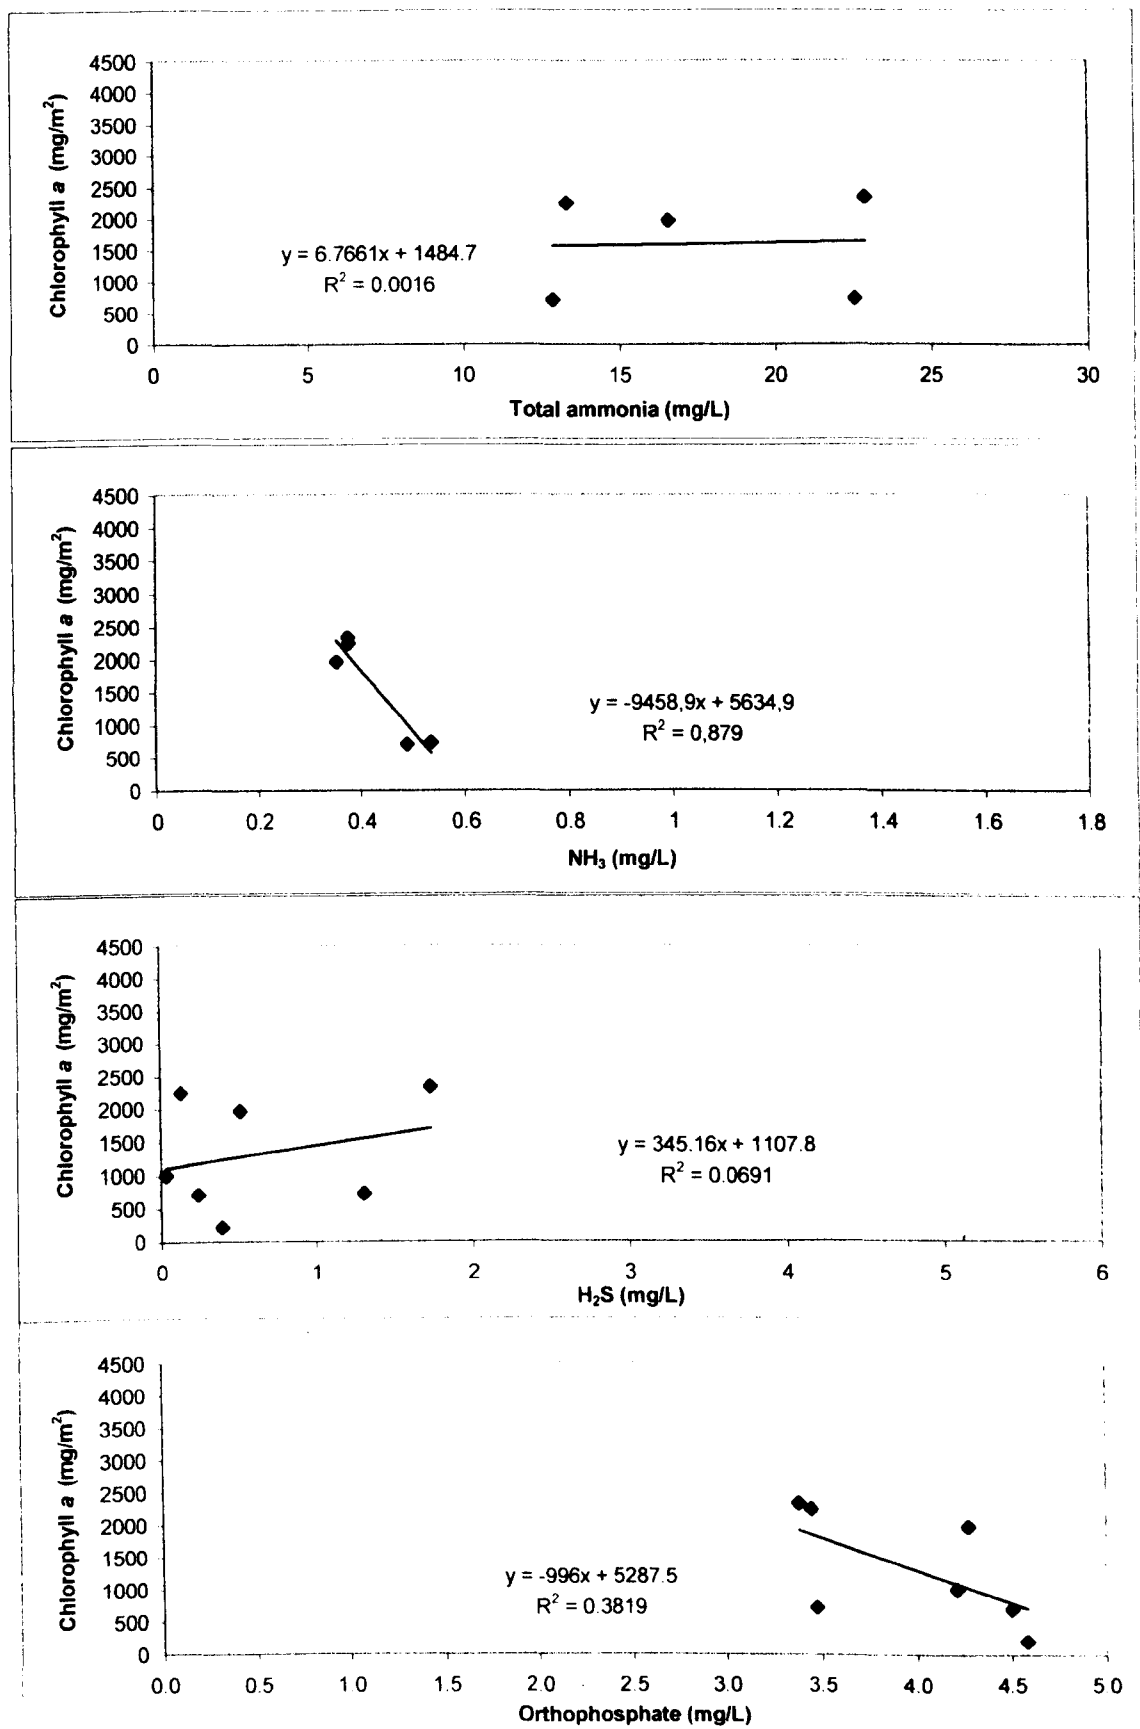 4500
4000
3500
3000
2500
2000
1500
1000
500
0
Chlorophyll a (mg/m²)
y = 6.7661x + 1484.7
R² = 0.0016
0 5 10 15 20 25 30
Total ammonia (mg/L)
4500
4000
3500
3000
2500
2000
1500
1000
500
0
Chlorophyll a (mg/m²)
y = -9458,9x + 5634,9
R² = 0,879
0 0.2 0.4 0.6 0.8 1 1.2 1.4 1.6 1.8
NH₃ (mg/L)
4500
4000
3500
3000
2500
2000
1500
1000
500
0
Chlorophyll a (mg/m²)
y = 345.16x + 1107.8
R² = 0.0691
0 1 2 3 4 5 6
H₂S (mg/L)
4500
4000
3500
3000
2500
2000
1500
1000
500
0
Chlorophyll a (mg/m²)
y = -996x + 5287.5
R² = 0.3819
0.0 0.5 1.0 1.5 2.0 2.5 3.0 3.5 4.0 4.5 5.0
Orthophosphate (mg/L)